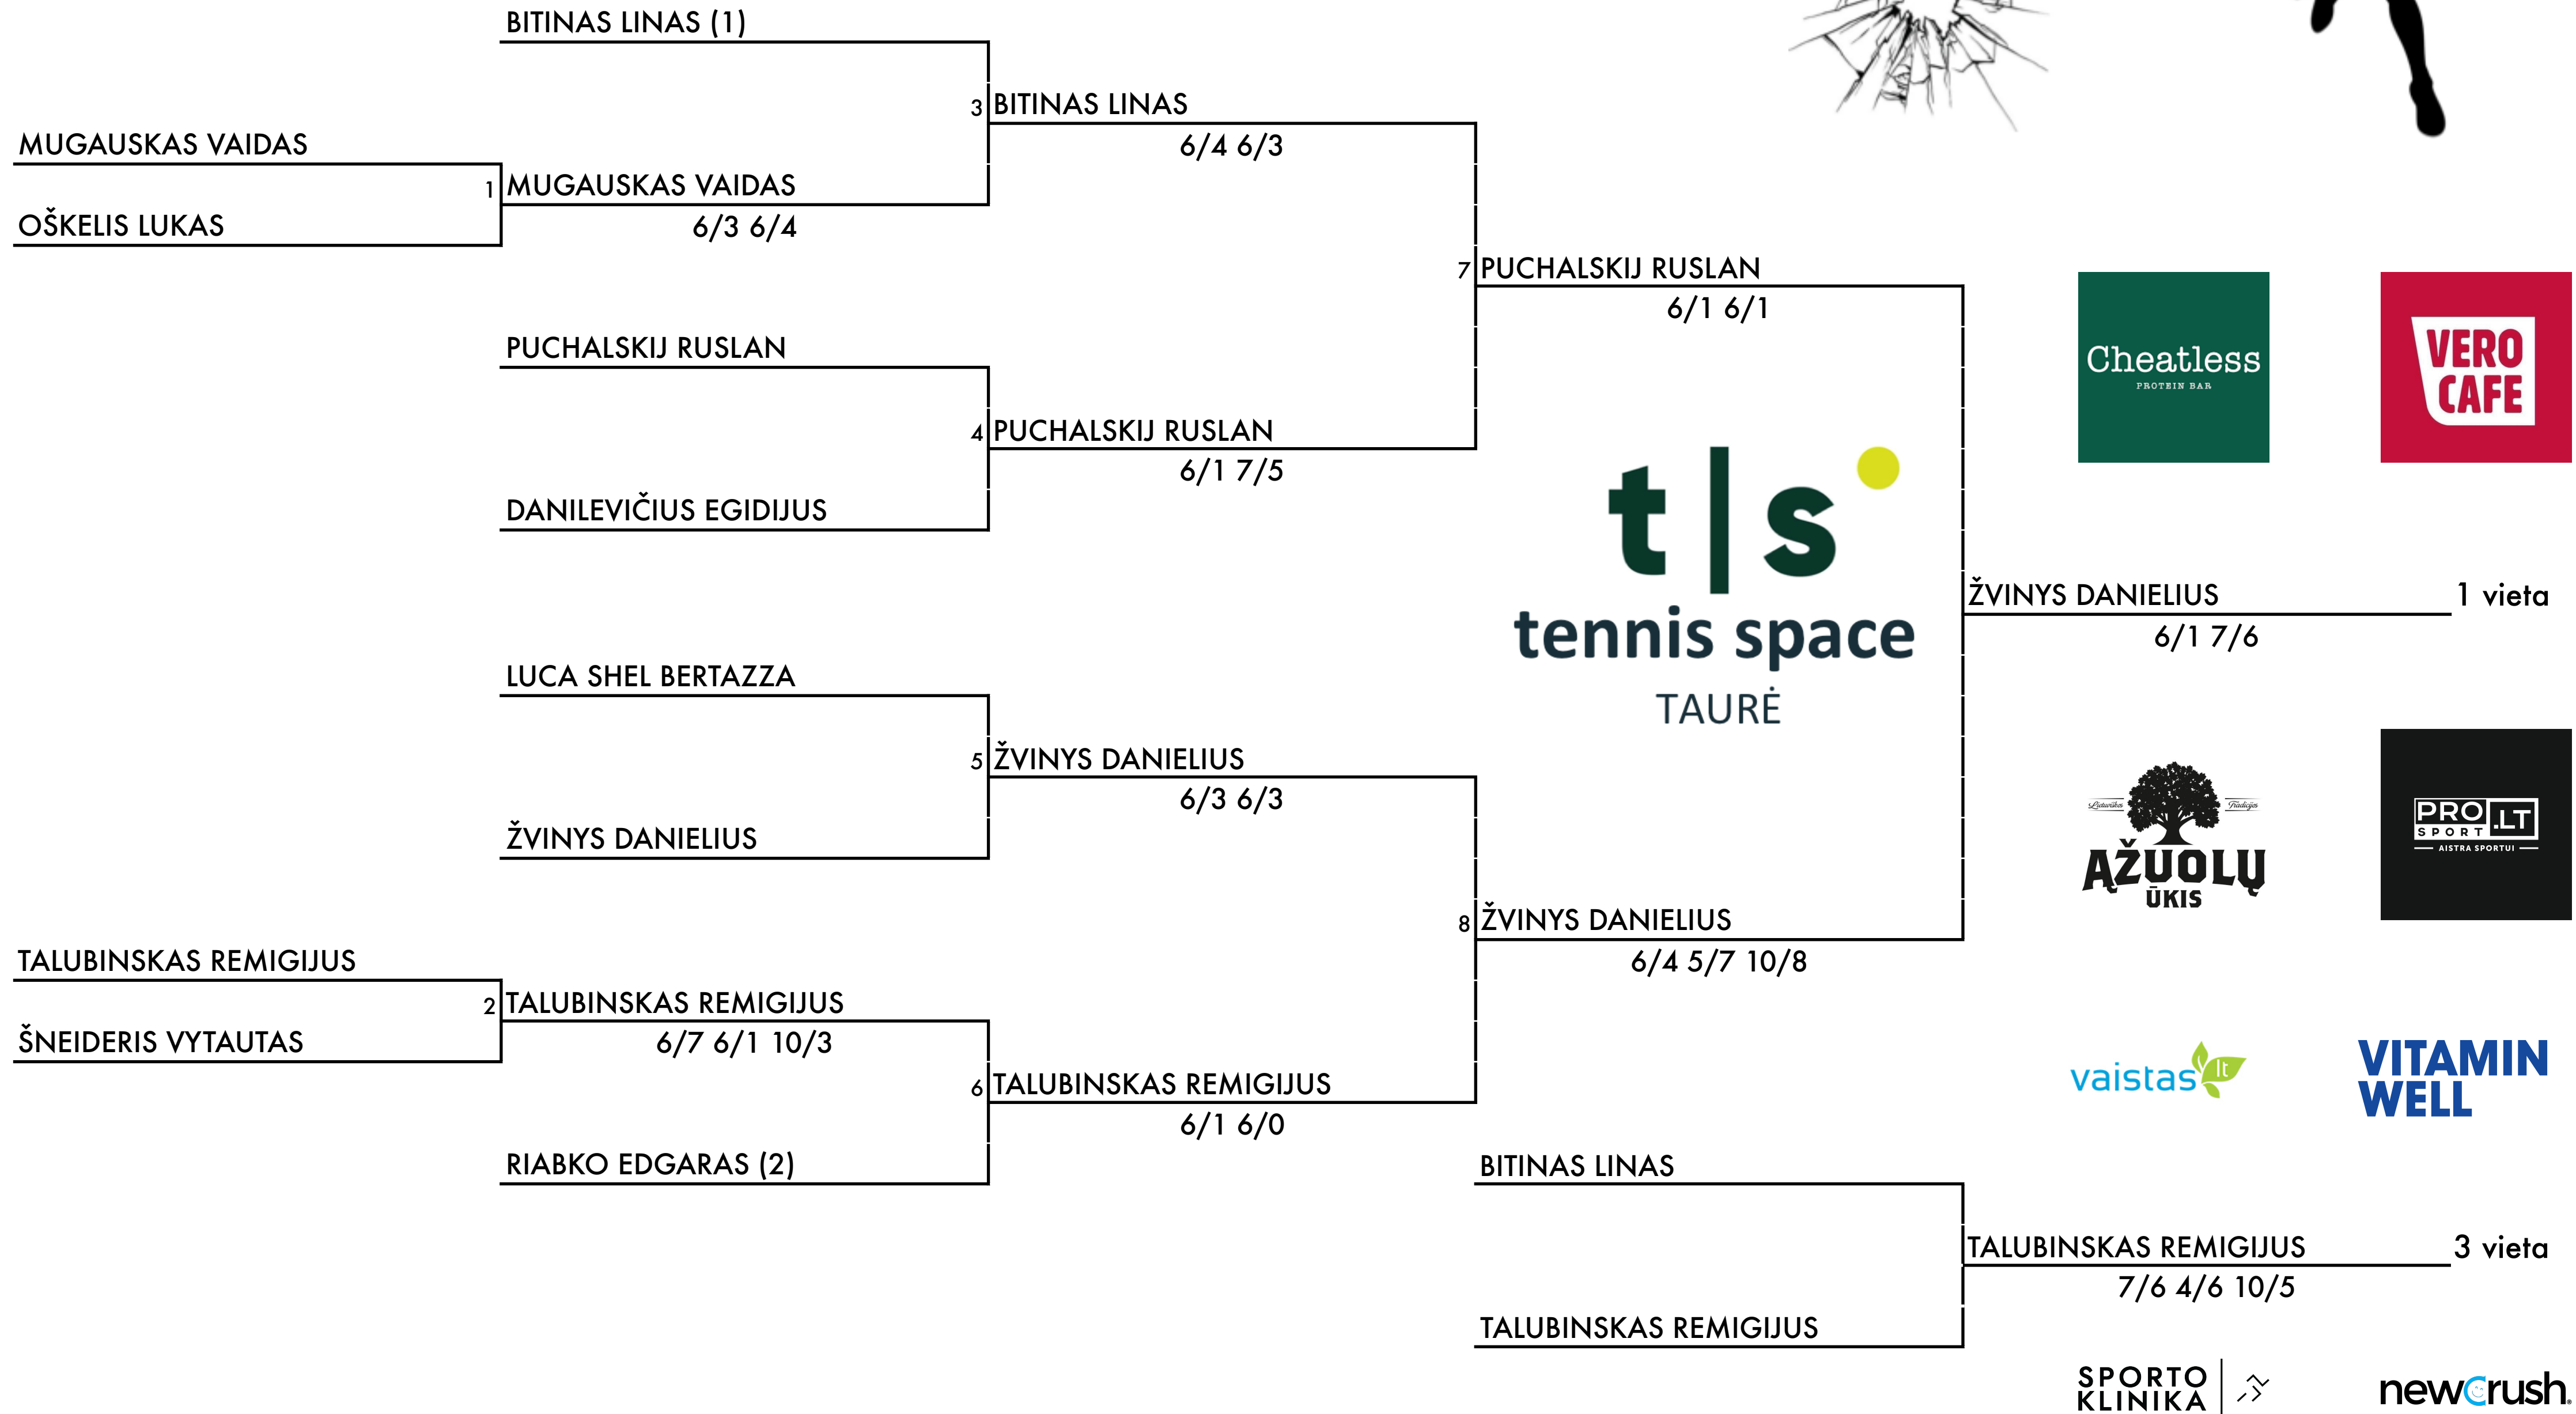 BITINAS LINAS (1)
3 BITINAS LINAS
6/4 6/3
MUGAUSKAS VAIDAS
1 MUGAUSKAS VAIDAS
6/3 6/4
OŠKELIS LUKAS
7 PUCHALSKIJ RUSLAN
6/1 6/1
PUCHALSKIJ RUSLAN
4 PUCHALSKIJ RUSLAN
6/1 7/5
DANILEVIČIUS EGIDIJUS
Cheatless
PROTEIN BAR
VERO
CAFE
t|s
tennis space
TAURĖ
ŽVINYS DANIELIUS 1 vieta
6/1 7/6
LUCA SHEL BERTAZZA
5 ŽVINYS DANIELIUS
6/3 6/3
ŽVINYS DANIELIUS
8 ŽVINYS DANIELIUS
6/4 5/7 10/8
Lietuviškos Tradicijos
ĄŽUOLŲ
ŪKIS
PRO .LT
SPORT
AISTRA SPORTUI
TALUBINSKAS REMIGIJUS
2 TALUBINSKAS REMIGIJUS
6/7 6/1 10/3
ŠNEIDERIS VYTAUTAS
6 TALUBINSKAS REMIGIJUS
6/1 6/0
RIABKO EDGARAS (2)
vaistas lt
VITAMIN
WELL
BITINAS LINAS
TALUBINSKAS REMIGIJUS 3 vieta
7/6 4/6 10/5
TALUBINSKAS REMIGIJUS
SPORTO
KLINIKA
newcrush